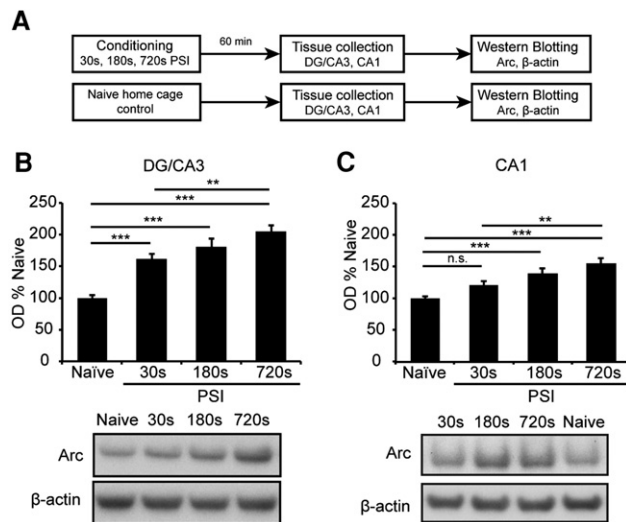 A
Conditioning
30s, 180s, 720s PSI
60 min
Tissue collection
DG/CA3, CA1
Western Blotting
Arc, β-actin
Naive home cage
control
Tissue collection
DG/CA3, CA1
Western Blotting
Arc, β-actin
B
DG/CA3
OD % Naive
250
200
150
100
50
0
**
***
***
***
Naïve 30s 180s 720s
PSI
Naive 30s 180s 720s
Arc
β-actin
C
CA1
OD % Naive
250
200
150
100
50
0
**
***
***
n.s.
Naïve 30s 180s 720s
PSI
30s 180s 720s Naive
Arc
β-actin